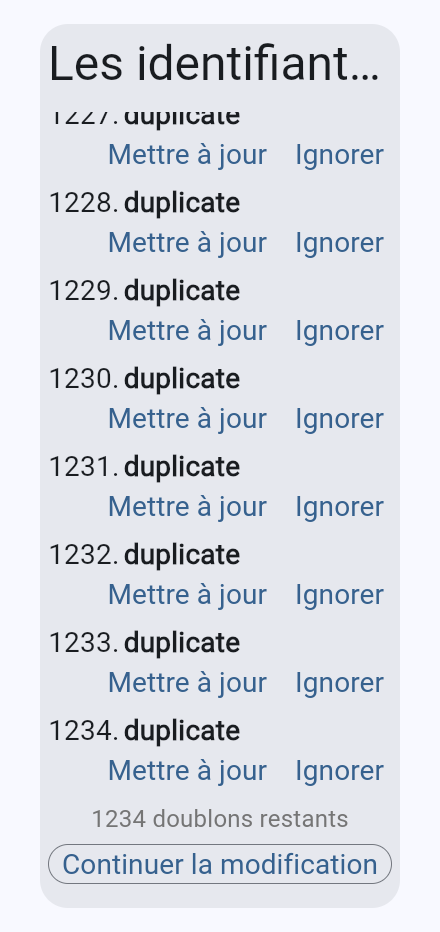 Les identifiant...
1227. duplicate
Mettre à jour Ignorer
1228. duplicate
Mettre à jour Ignorer
1229. duplicate
Mettre à jour Ignorer
1230. duplicate
Mettre à jour Ignorer
1231. duplicate
Mettre à jour Ignorer
1232. duplicate
Mettre à jour Ignorer
1233. duplicate
Mettre à jour Ignorer
1234. duplicate
Mettre à jour Ignorer
1234 doublons restants
Continuer la modification